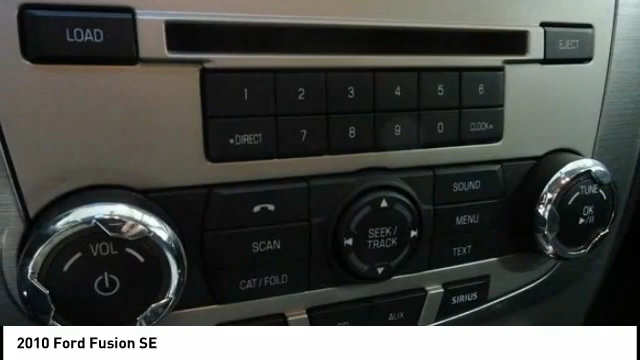 LOAD
EJECT
1 2 3 4 5 6
*DIRECT 7 8 9 0 CLOCK
VOL
SCAN
CAT/FOLD
SEEK/
TRACK
SOUND
MENU
TEXT
TUNE
OK
SIRIUS
AUX
2010 Ford Fusion SE